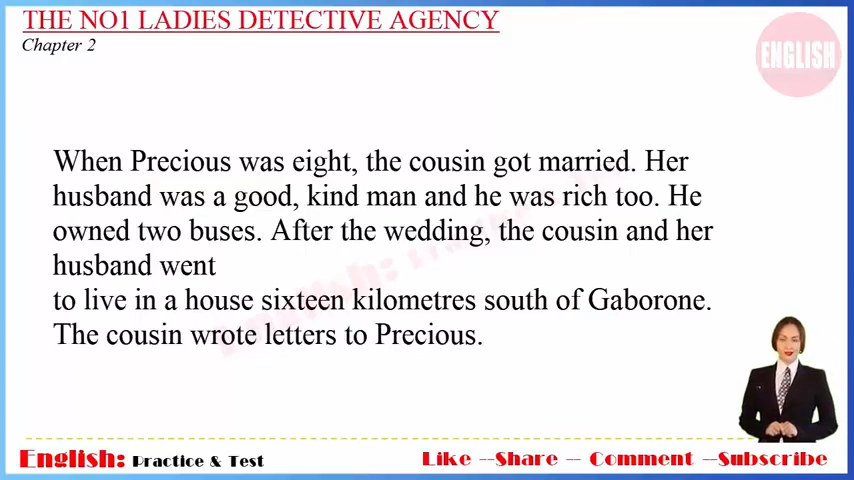 THE NO1 LADIES DETECTIVE AGENCY
Chapter 2
ENGLISH
When Precious was eight, the cousin got married. Her
husband was a good, kind man and he was rich too. He
owned two buses. After the wedding, the cousin and her
husband went
to live in a house sixteen kilometres south of Gaborone.
The cousin wrote letters to Precious.
English: Practice & Test
Like --Share -- Comment --Subscribe